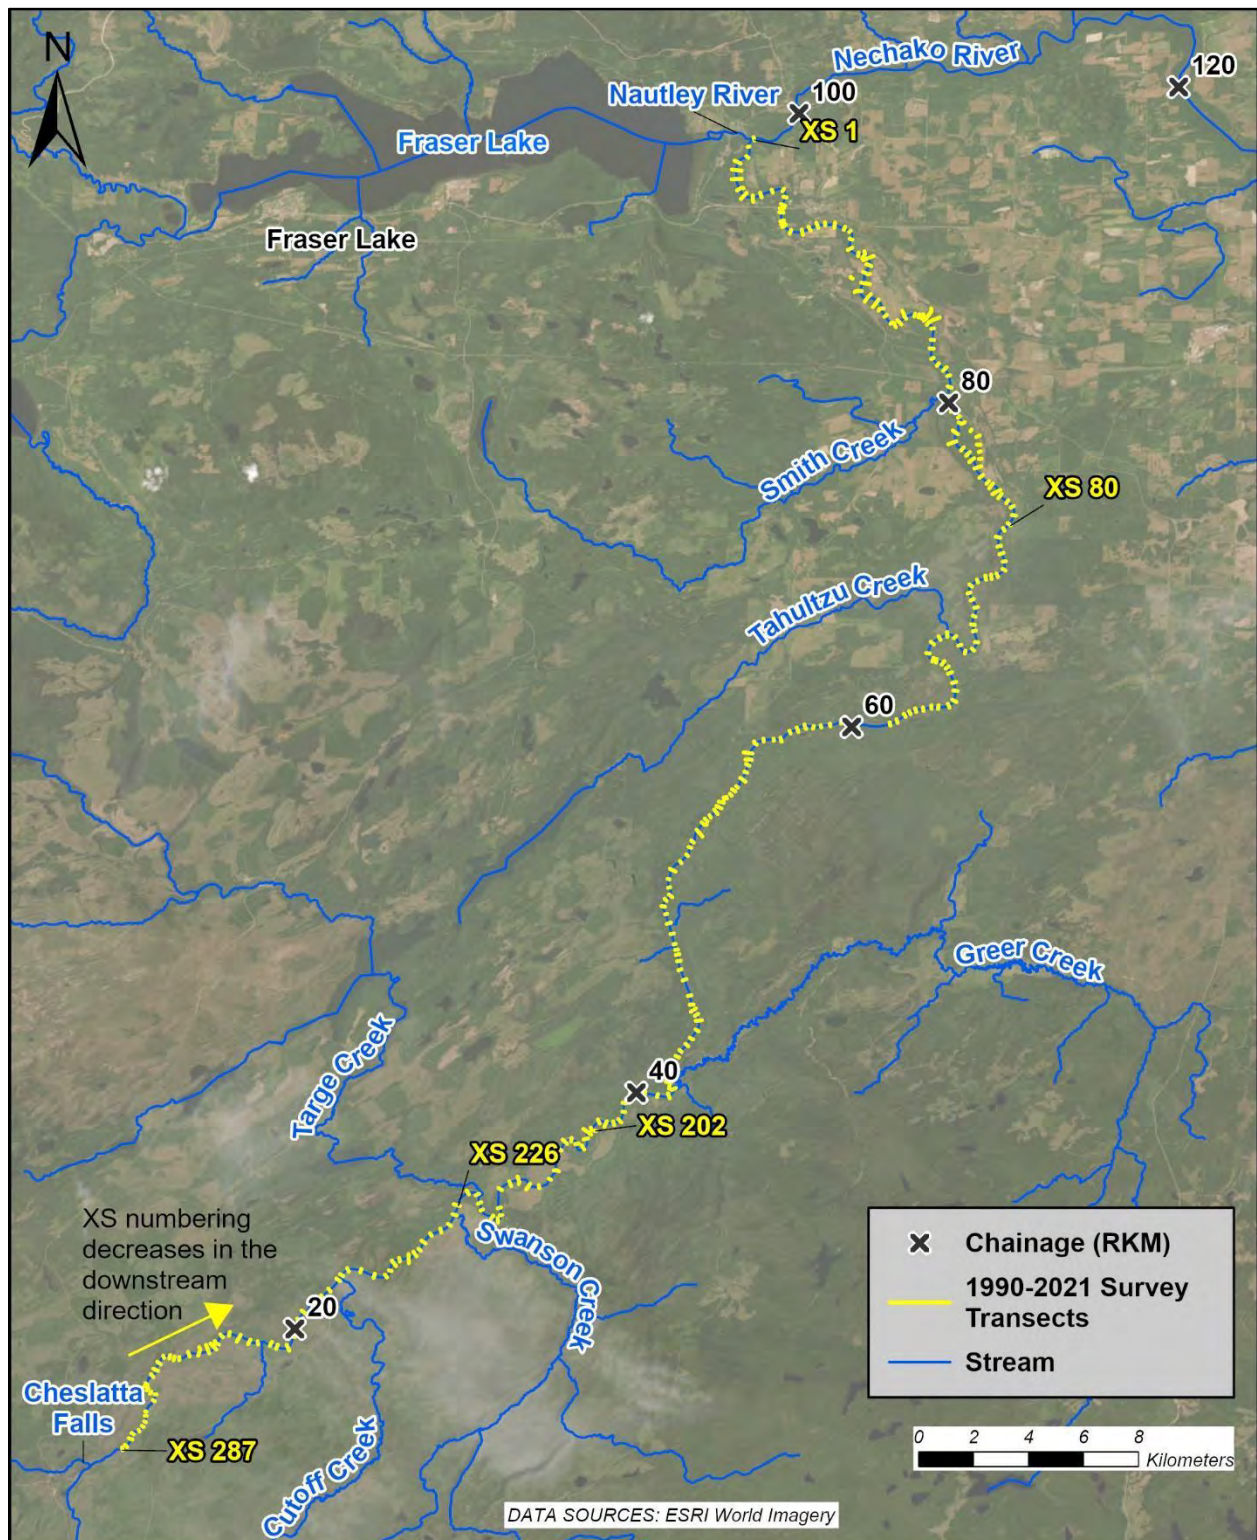 N
Nechako River
120
Nautley River
100
XS 1
Fraser Lake
Fraser Lake
80
Smith Creek
XS 80
Tahultzu Creek
60
Greer Creek
Targe Creek
40
XS 202
XS 226
Swanson Creek
XS numbering
decreases in the
downstream
direction
20
Cheslatta
Falls
XS 287
Cutoff Creek
Chainage (RKM)
1990-2021 Survey
Transects
Stream
0 2 4 6 8
Kilometers
DATA SOURCES: ESRI World Imagery